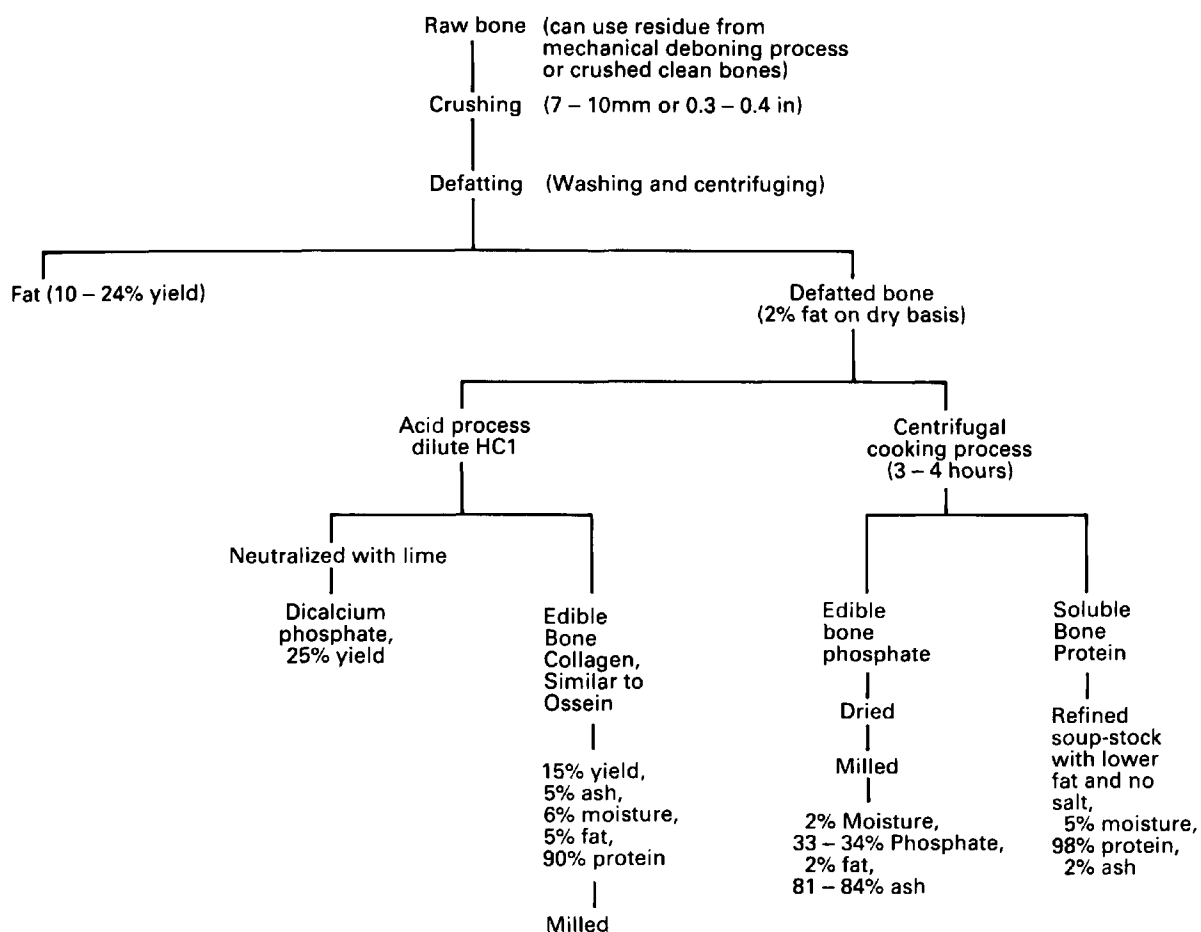 Raw bone (can use residue from
mechanical deboning process
or crushed clean bones)
Crushing (7 – 10mm or 0.3 – 0.4 in)
Defatting (Washing and centrifuging)
Fat (10 – 24% yield)
Defatted bone
(2% fat on dry basis)
Acid process
dilute HC1
Centrifugal
cooking process
(3 – 4 hours)
Neutralized with lime
Dicalcium
phosphate,
25% yield
Edible
Bone
Collagen,
Similar to
Ossein
15% yield,
5% ash,
6% moisture,
5% fat,
90% protein
Milled
Edible
bone
phosphate
Dried
Milled
2% Moisture,
33 – 34% Phosphate,
2% fat,
81 – 84% ash
Soluble
Bone
Protein
Refined
soup-stock
with lower
fat and no
salt,
5% moisture,
98% protein,
2% ash